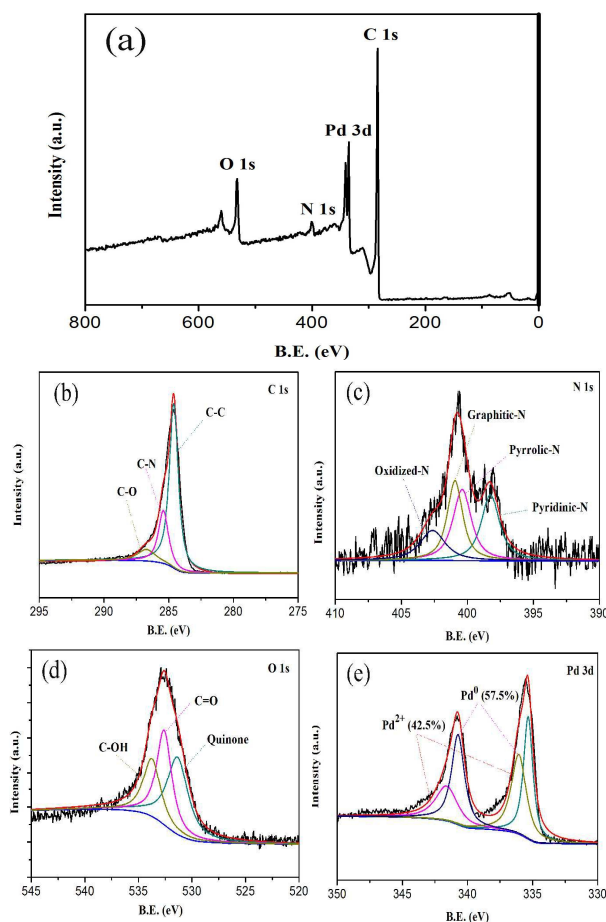 (a)
C 1s
Pd 3d
O 1s
N 1s
Intensity (a.u.)
800 600 400 200 0
B.E. (eV)
(b)
C 1s
C-C
C-N
C-O
Intensity (a.u.)
295 290 285 280 275
B.E. (eV)
(c)
N 1s
Graphitic-N
Pyrrolic-N
Oxidized-N
Pyridinic-N
Intensity (a.u.)
410 405 400 395 390
B.E. (eV)
(d)
O 1s
C=O
C-OH
Quinone
Intensity (a.u.)
545 540 535 530 525 520
B.E. (eV)
(e)
Pd 3d
Pd⁰ (57.5%)
Pd²⁺ (42.5%)
Intensity (a.u.)
350 345 340 335 330
B.E. (eV)